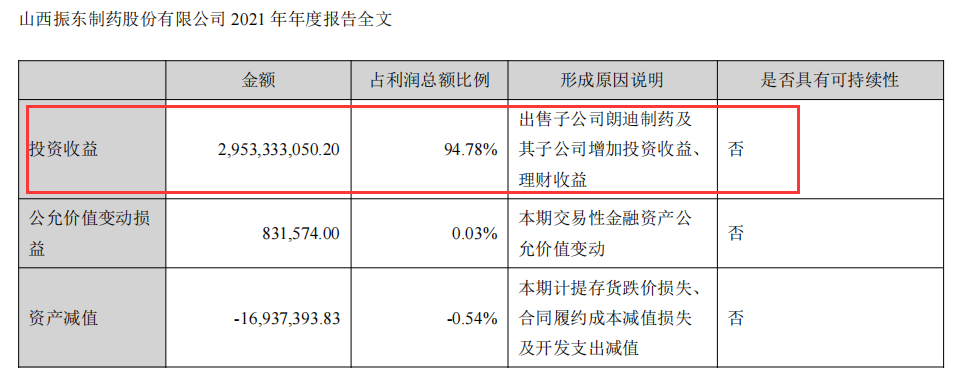 山西振东制药股份有限公司 2021 年年度报告全文
金额 占利润总额比例 形成原因说明 是否具有可持续性
投资收益 2,953,333,050.20 94.78% 出售子公司朗迪制药及
其子公司增加投资收益、
理财收益 否
公允价值变动损
益 831,574.00 0.03% 本期交易性金融资产公
允价值变动 否
资产减值 -16,937,393.83 -0.54% 本期计提存货跌价损失、
合同履约成本减值损失
及开发支出减值 否